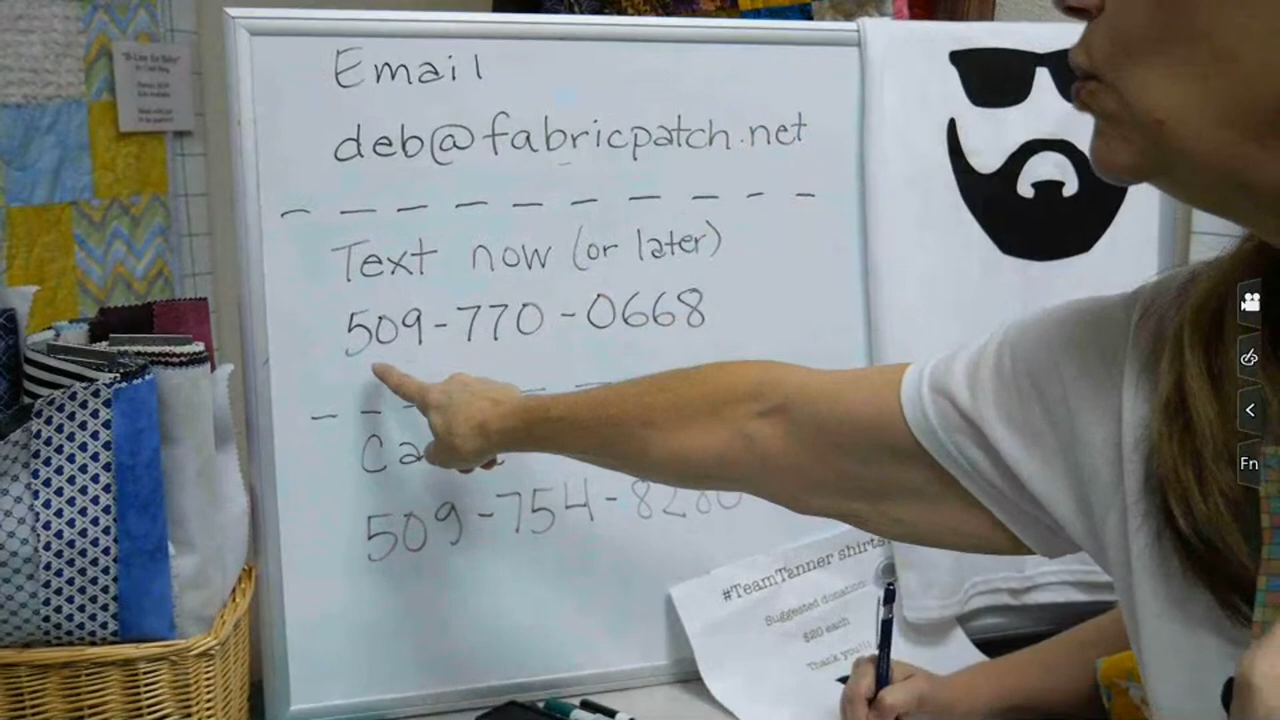 Email
deb@fabricpatch.net
Text now (or later)
509-770-0668
509-754-8280
#TeamTanner shirts
Suggested donation:
$20 each
Thank you!!!
Fn